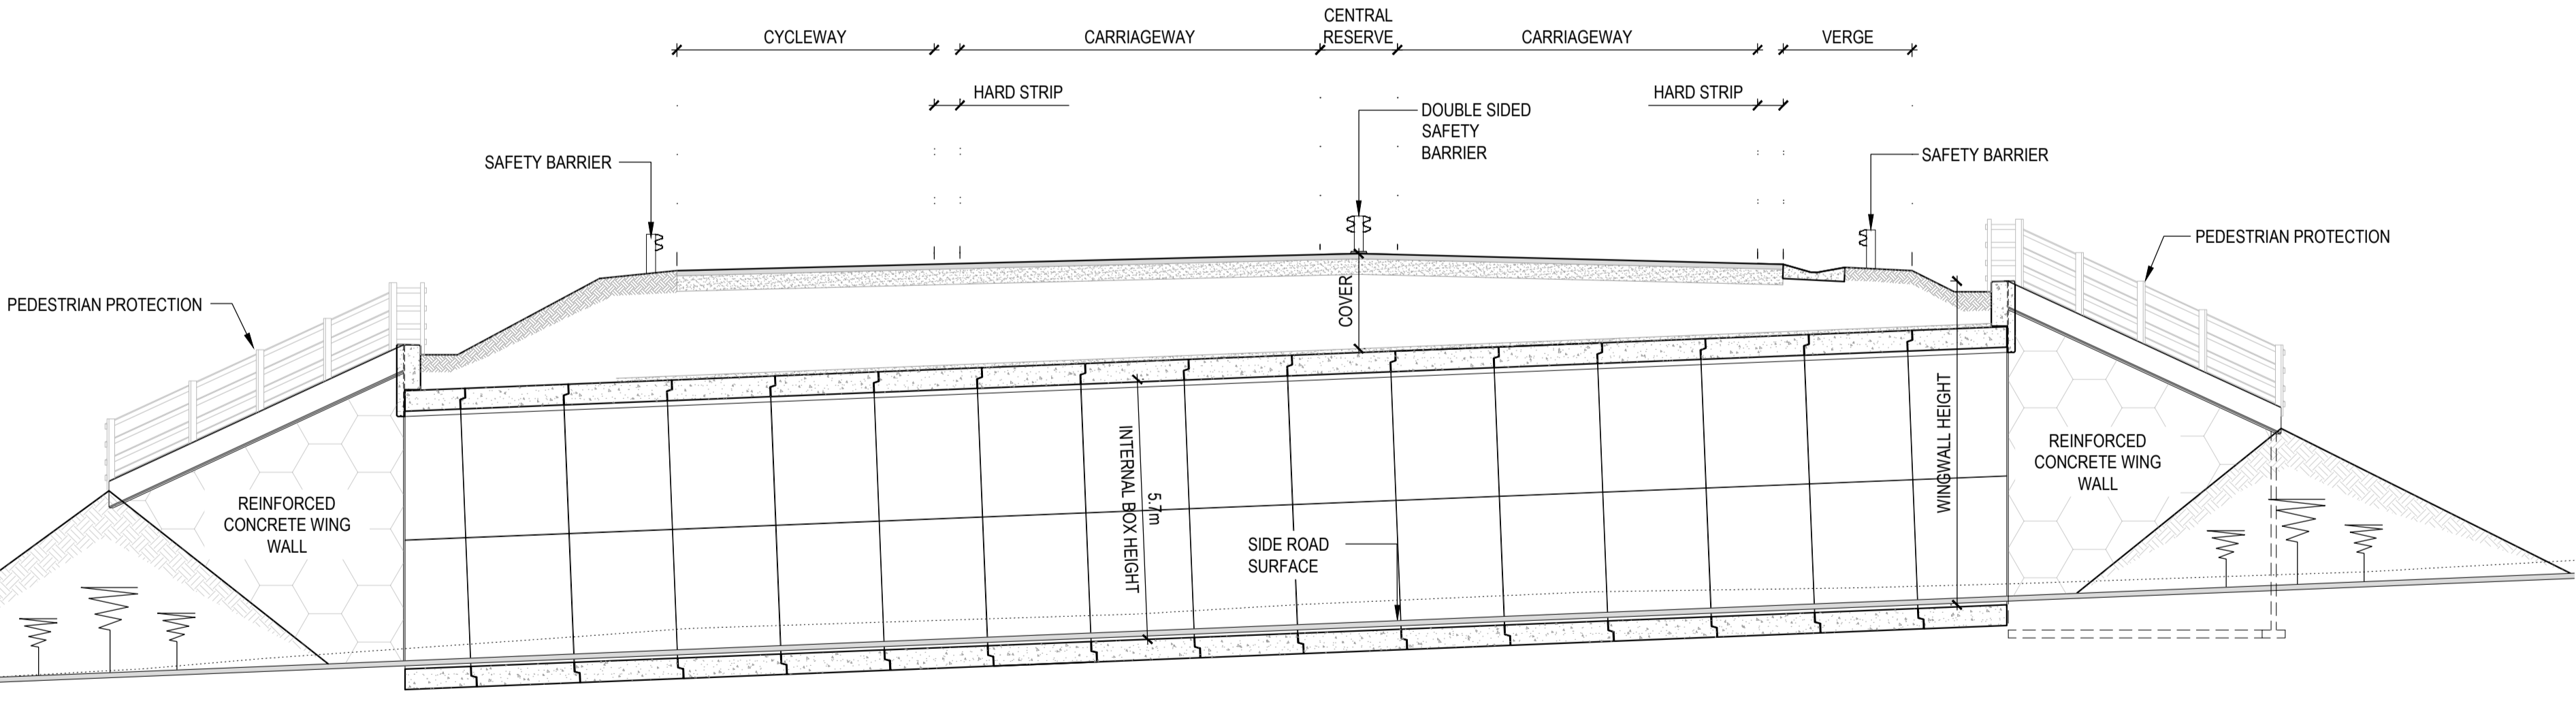 CENTRAL
RESERVE
CYCLEWAY
CARRIAGEWAY
CARRIAGEWAY
VERGE
HARD STRIP
HARD STRIP
DOUBLE SIDED
SAFETY
BARRIER
SAFETY BARRIER
SAFETY BARRIER
PEDESTRIAN PROTECTION
PEDESTRIAN PROTECTION
COVER
INTERNAL BOX HEIGHT
5.7m
WINGWALL HEIGHT
REINFORCED
CONCRETE WING
WALL
REINFORCED
CONCRETE WING
WALL
SIDE ROAD
SURFACE